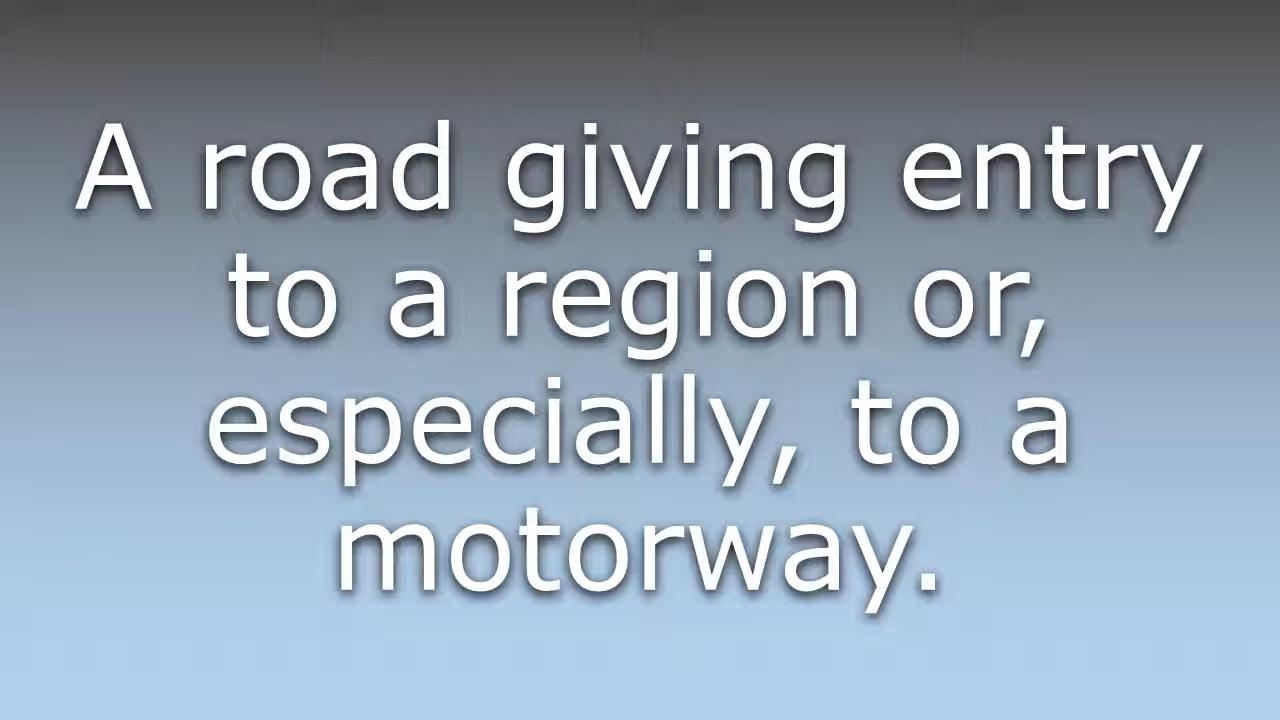 A road giving entry
to a region or,
especially, to a
motorway.